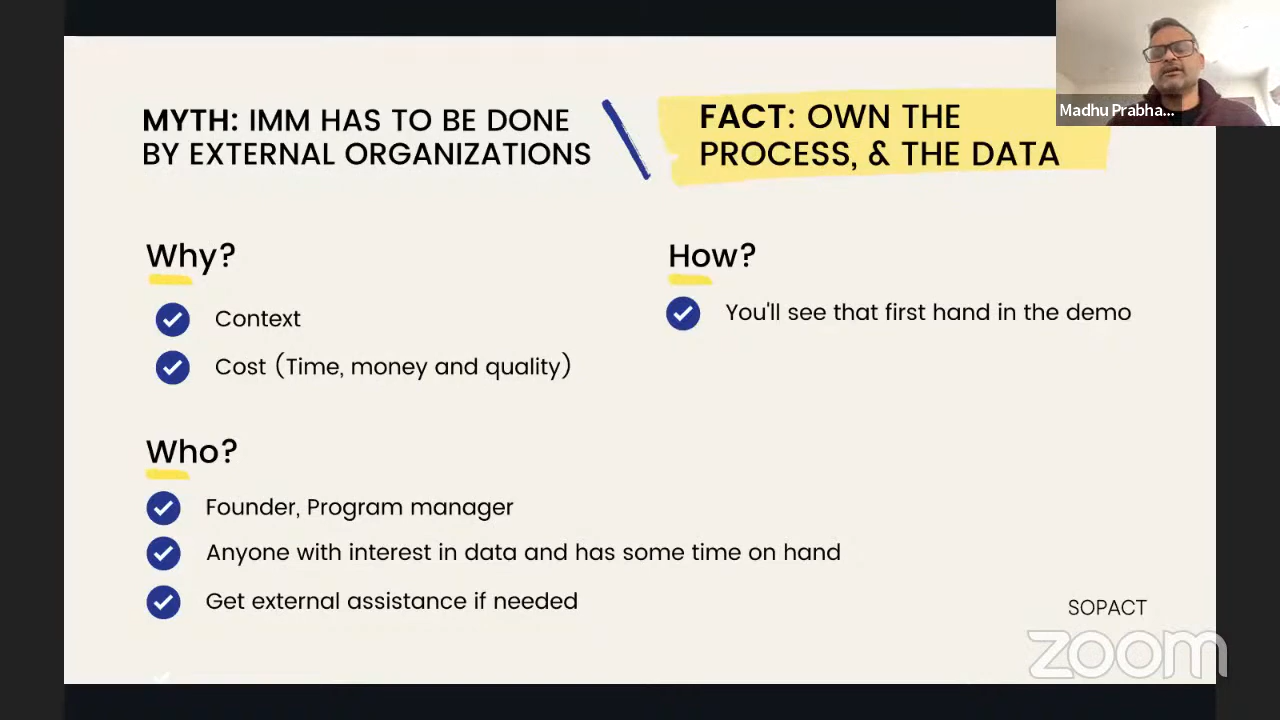 Madhu Prabha...
MYTH: IMM HAS TO BE DONE
BY EXTERNAL ORGANIZATIONS
FACT: OWN THE
PROCESS, & THE DATA
Why?
Context
Cost (Time, money and quality)
How?
You'll see that first hand in the demo
Who?
Founder, Program manager
Anyone with interest in data and has some time on hand
Get external assistance if needed
SOPACT
zoom